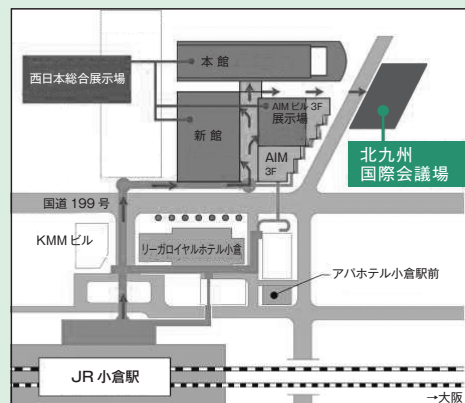 本館
西日本総合展示場
AIMビル3F
展示場
新館
AIM
3F
北九州
国際会議場
国道199号
KMMビル
リーガロイヤルホテル小倉
アパホテル小倉駅前
JR小倉駅
→大阪